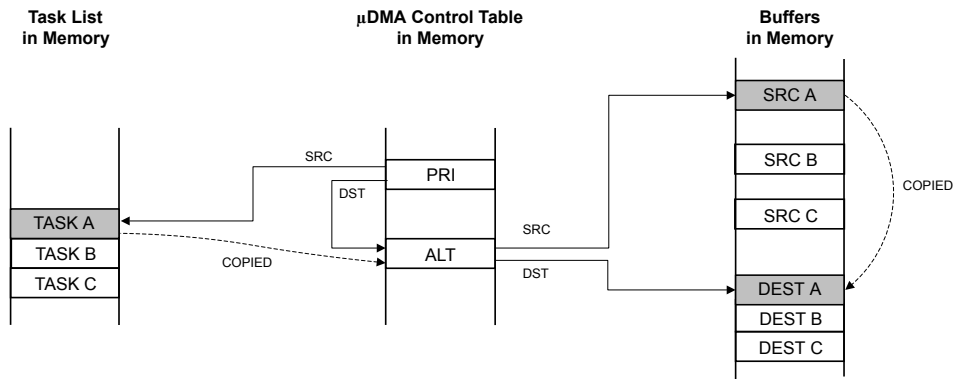 Task List
in Memory
µDMA Control Table
in Memory
Buffers
in Memory
SRC A
SRC
PRI
SRC B
DST
COPIED
TASK A
SRC C
SRC
TASK B
ALT
COPIED
DST
TASK C
DEST A
DEST B
DEST C